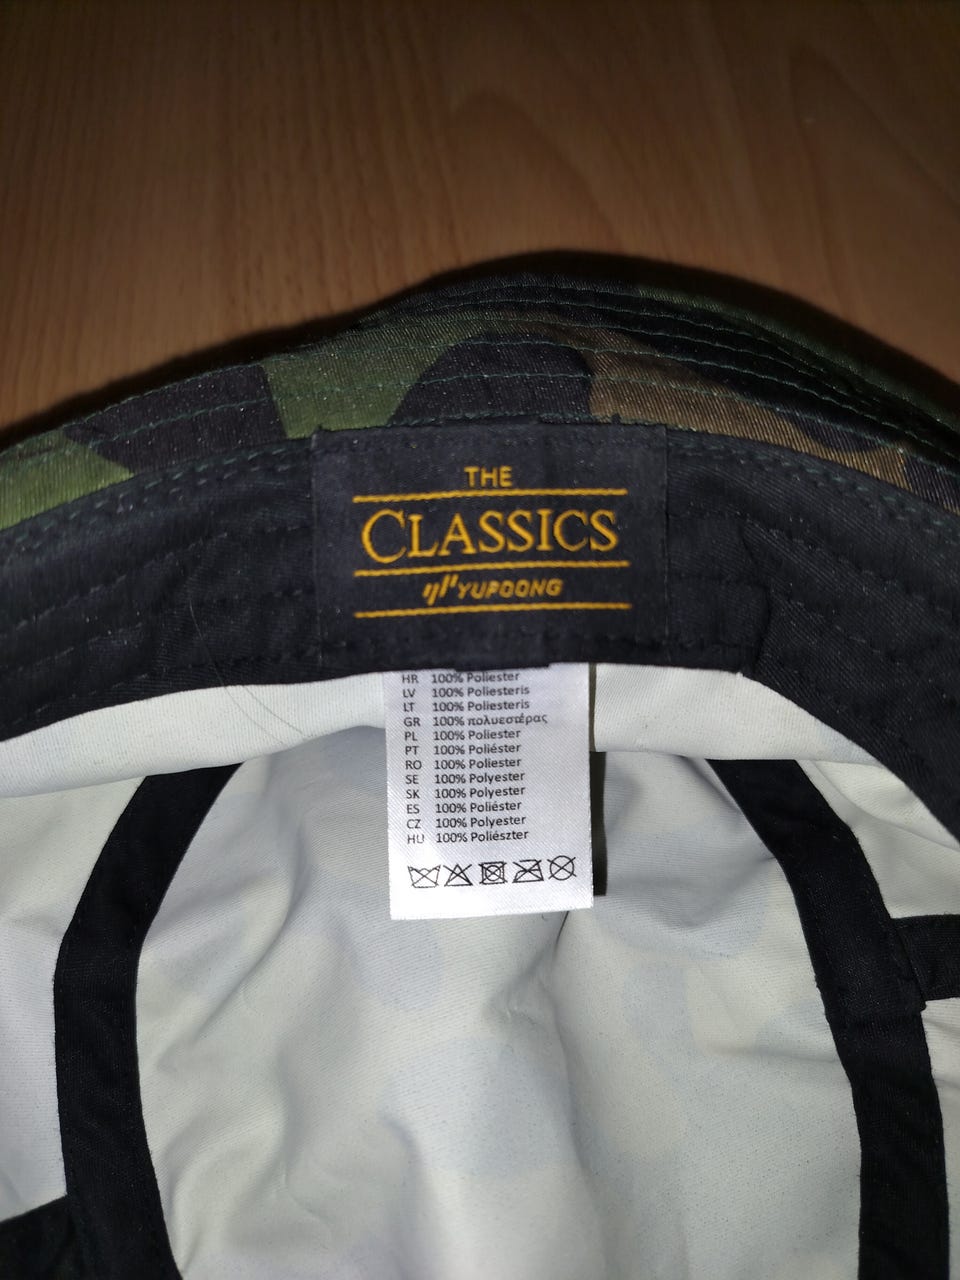 THE
CLASSICS
YUPOONG
HR 100% Poliester
LV 100% Poliesteris
LT 100% Poliesteris
GR 100% πολυεστέρας
PL 100% Poliester
PT 100% Poliéster
RO 100% Poliester
SE 100% Polyester
SK 100% Polyester
ES 100% Poliéster
CZ 100% Polyester
HU 100% Poliészter